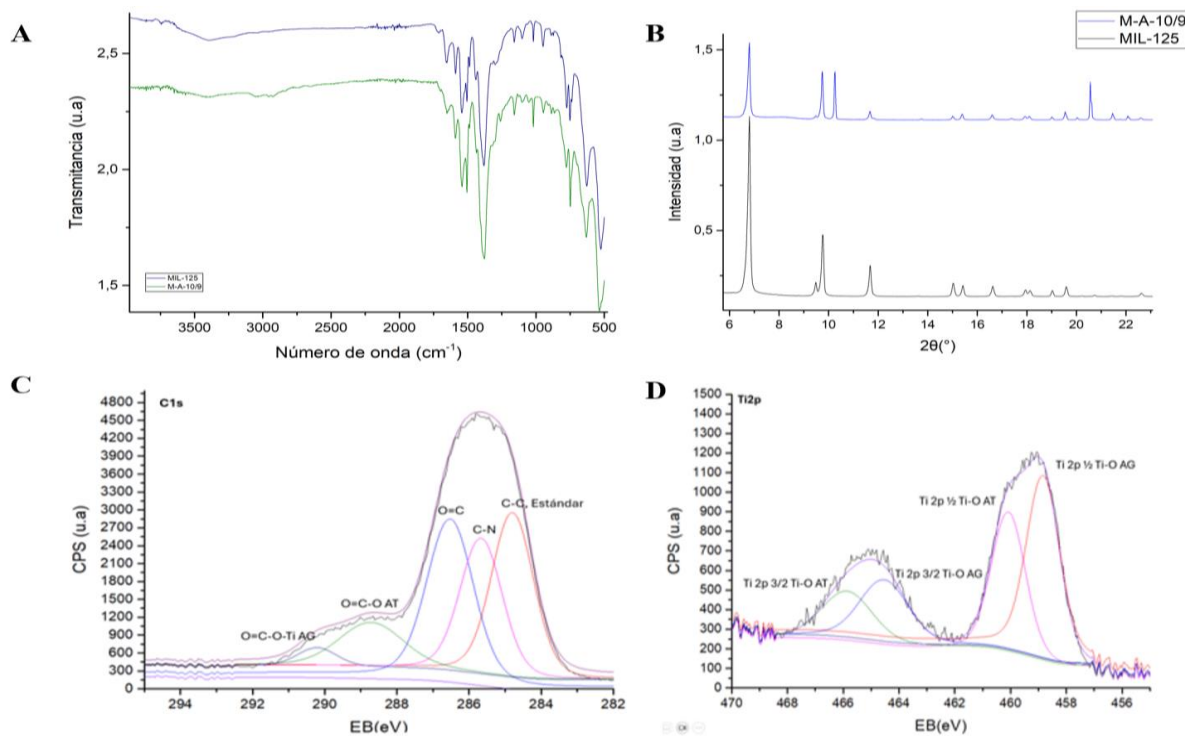 A
Transmitancia (u.a)
2,5
2,0
1,5
MIL-125
M-A-10/9
3500 3000 2500 2000 1500 1000 500
Número de onda (cm⁻¹)
B
M-A-10/9
MIL-125
Intensidad (u.a)
1,5
1,0
0,5
6 8 10 12 14 16 18 20 22
2θ(°)
C
C1s
CPS (u.a)
4800
4500
4200
3900
3600
3300
3000
2700
2400
2100
1800
1500
1200
900
600
300
0
O=C
C-N
C-C, Estándar
O=C-O AT
O=C-O-Ti AG
294 292 290 288 286 284 282
EB(eV)
D
Ti2p
CPS (u.a)
1500
1400
1300
1200
1100
1000
900
800
700
600
500
400
300
200
100
0
Ti 2p ½ Ti-O AG
Ti 2p ½ Ti-O AT
Ti 2p 3/2 Ti-O AT
Ti 2p 3/2 Ti-O AG
470 468 466 464 462 460 458 456
EB(eV)